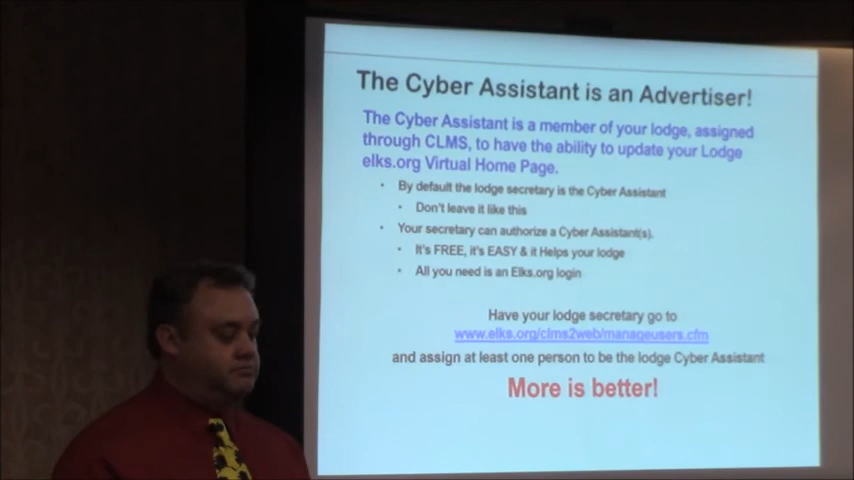 The Cyber Assistant is an Advertiser!
The Cyber Assistant is a member of your lodge, assigned
through CLMS, to have the ability to update your Lodge
elks.org Virtual Home Page.
• By default the lodge secretary is the Cyber Assistant
• Don't leave it like this
• Your secretary can authorize a Cyber Assistant(s).
• It's FREE, it's EASY & it Helps your lodge
• All you need is an Elks.org login
Have your lodge secretary go to
www.elks.org/clms2web/manageusers.cfm
and assign at least one person to be the lodge Cyber Assistant
More is better!